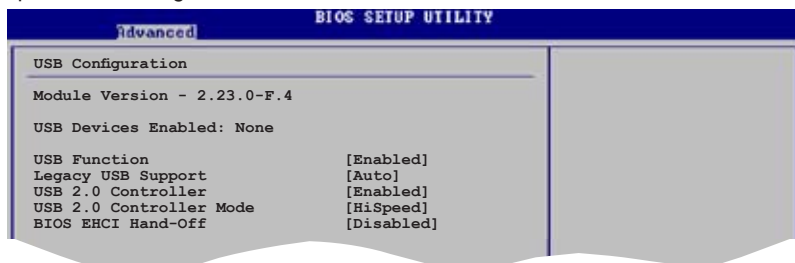 BIOS SETUP UTILITY
Advanced
USB Configuration
Module Version - 2.23.0-F.4
USB Devices Enabled: None
USB Function [Enabled]
Legacy USB Support [Auto]
USB 2.0 Controller [Enabled]
USB 2.0 Controller Mode [HiSpeed]
BIOS EHCI Hand-Off [Disabled]